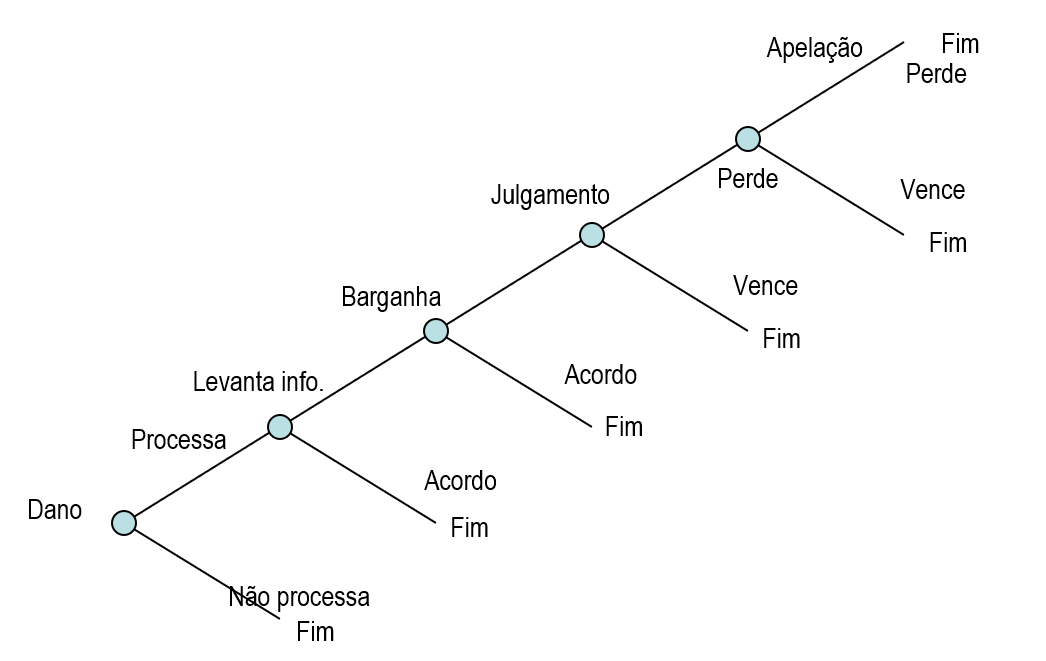 Apelação
Fim
Perde
Perde
Vence
Fim
Julgamento
Vence
Fim
Barganha
Acordo
Fim
Levanta info.
Processa
Acordo
Fim
Dano
Não processa
Fim